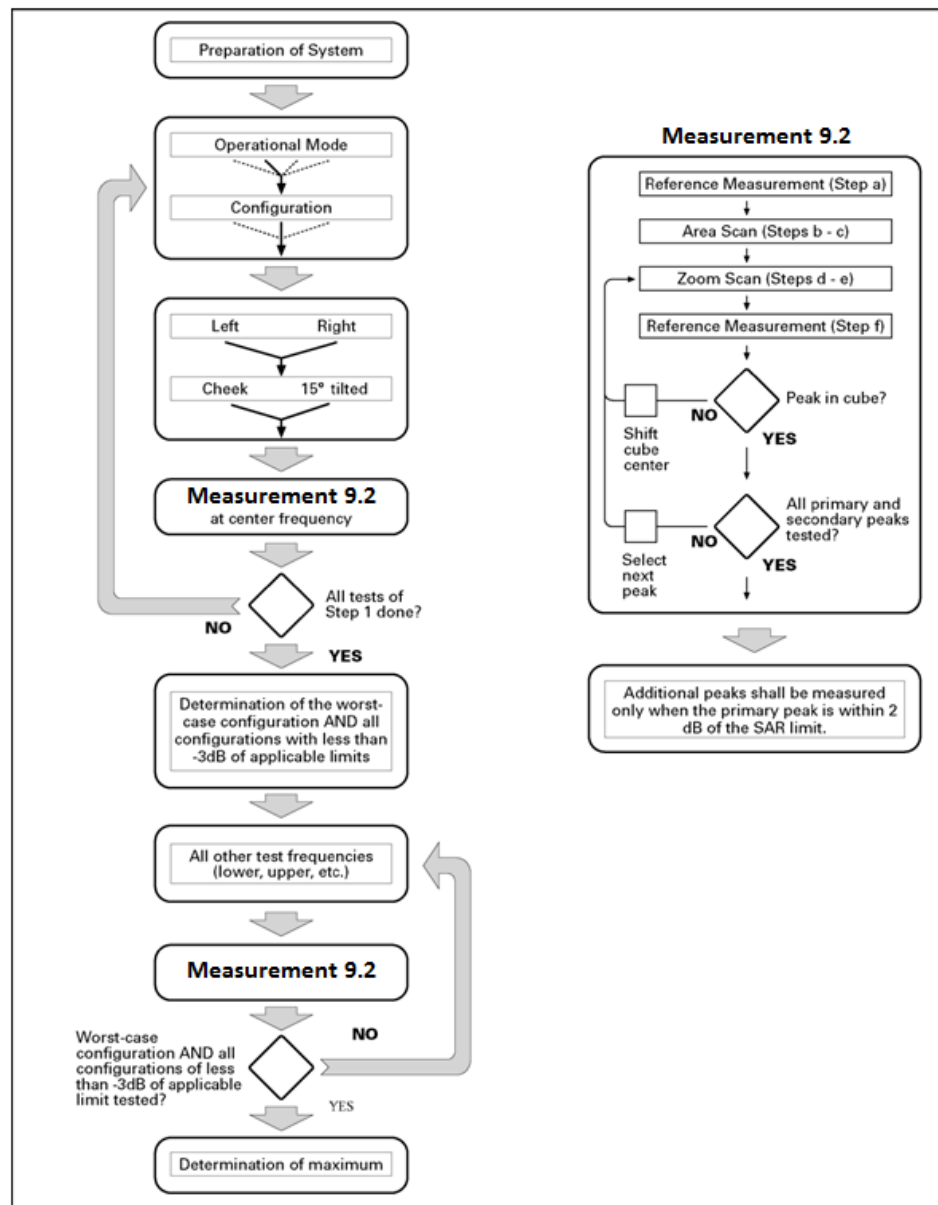 Preparation of System
Operational Mode
Configuration
Left Right
Cheek 15° tilted
Measurement 9.2
at center frequency
All tests of
Step 1 done?
NO
YES
Determination of the worst-
case configuration AND all
configurations with less than
-3dB of applicable limits
All other test frequencies
(lower, upper, etc.)
Measurement 9.2
NO
Worst-case
configuration AND all
configurations of less
than -3dB of applicable
limit tested?
YES
Determination of maximum
Measurement 9.2
Reference Measurement (Step a)
Area Scan (Steps b - c)
Zoom Scan (Steps d - e)
Reference Measurement (Step f)
Peak in cube?
NO
YES
Shift
cube
center
All primary and
secondary peaks
tested?
NO
YES
Select
next
peak
Additional peaks shall be measured
only when the primary peak is within 2
dB of the SAR limit.